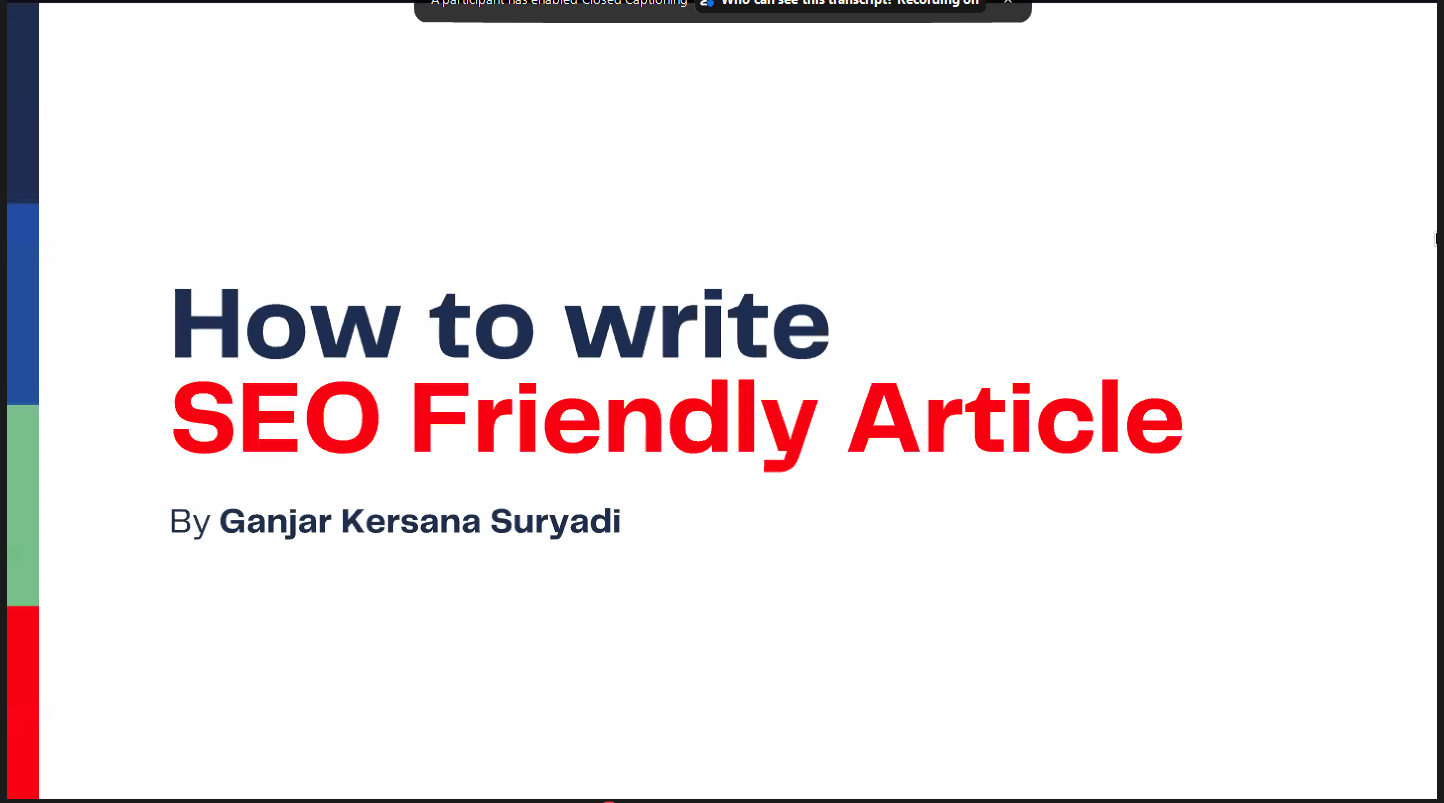 A participant has enabled Closed Captioning Who can see this transcript? Recording on
How to write
SEO Friendly Article
By Ganjar Kersana Suryadi